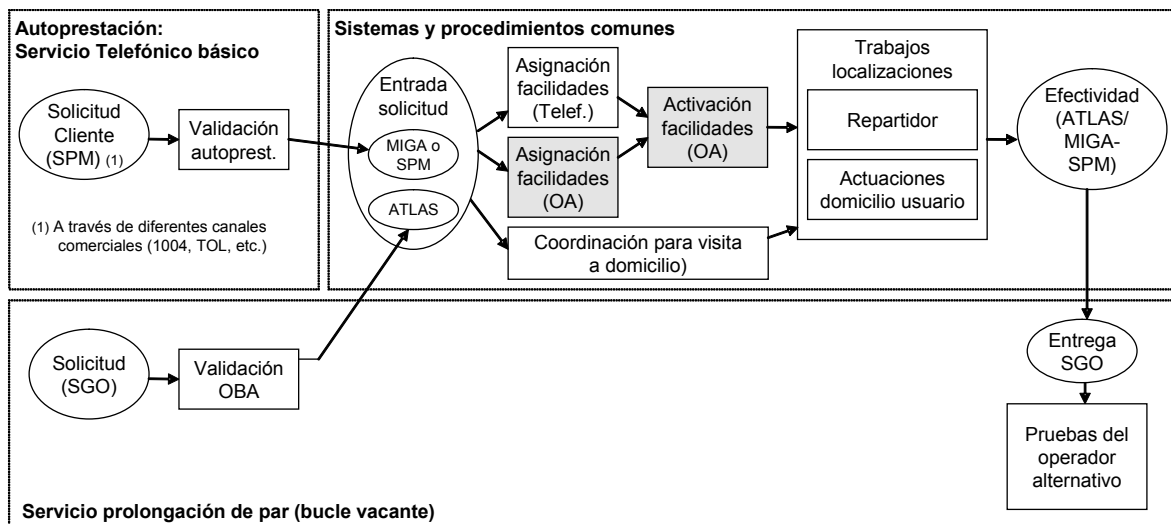 Autoprestación:
Servicio Telefónico básico
Solicitud
Cliente
(SPM) (1)
Validación
autoprest.
(1) A través de diferentes canales
comerciales (1004, TOL, etc.)
Sistemas y procedimientos comunes
Entrada
solicitud
MIGA o
SPM
ATLAS
Asignación
facilidades
(Telef.)
Asignación
facilidades
(OA)
Activación
facilidades
(OA)
Coordinación para visita
a domicilio)
Trabajos
localizaciones
Repartidor
Actuaciones
domicilio usuario
Efectividad
(ATLAS/
MIGA-
SPM)
Solicitud
(SGO)
Validación
OBA
Entrega
SGO
Pruebas del
operador
alternativo
Servicio prolongación de par (bucle vacante)